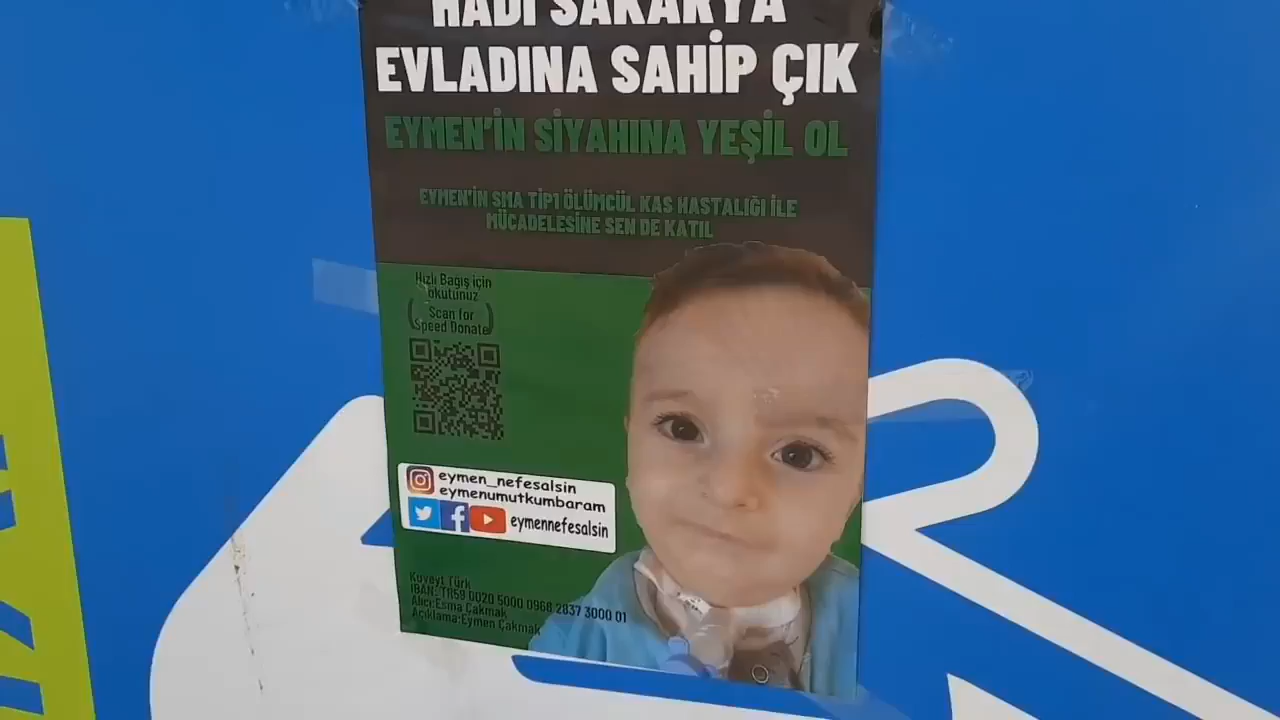 HADİ SAKARYA
EVLADINA SAHİP ÇIK
EYMEN'İN SİYAHINA YEŞİL OL
EYMEN'İN SMA TİP1 ÖLÜMCÜL KAS HASTALIĞI İLE
MÜCADELESİNE SEN DE KATIL
Hızlı Bağış için
okutunuz
(Scan for
Speed Donate)
eymen_nefesalsin
eymenumutkumbaram
eymennefesalsin
Kuveyt Türk
IBAN: TR59 0020 5000 0968 2837 3000 01
Alıcı:Esma Çakmak
Açıklama:Eymen Çakmak